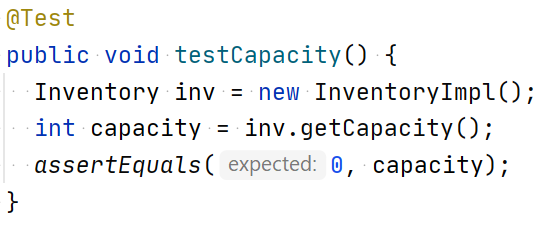 @Test
public void testCapacity() {
  Inventory inv = new InventoryImpl();
  int capacity = inv.getCapacity();
  assertEquals( expected: 0, capacity);
}